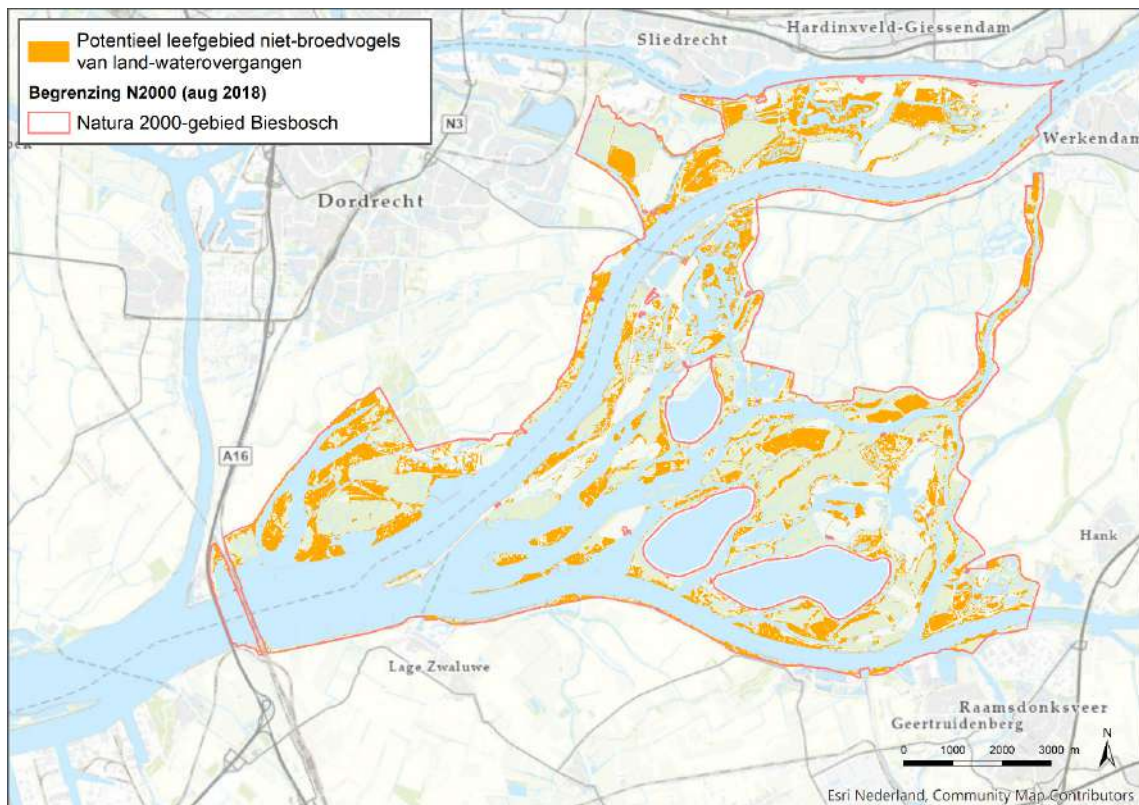 Potentieel leefgebied niet-broedvogels
van land-waterovergangen
Begrenzing N2000 (aug 2018)
Natura 2000-gebied Biesbosch
Hardinxveld-Giessendam
Sliedrecht
N3
Werkendam
Dordrecht
A16
Hank
Lage Zwaluwe
Raamsdonksveer
Geertruidenberg
N
0 1000 2000 3000 m
Esri Nederland, Community Map Contributors